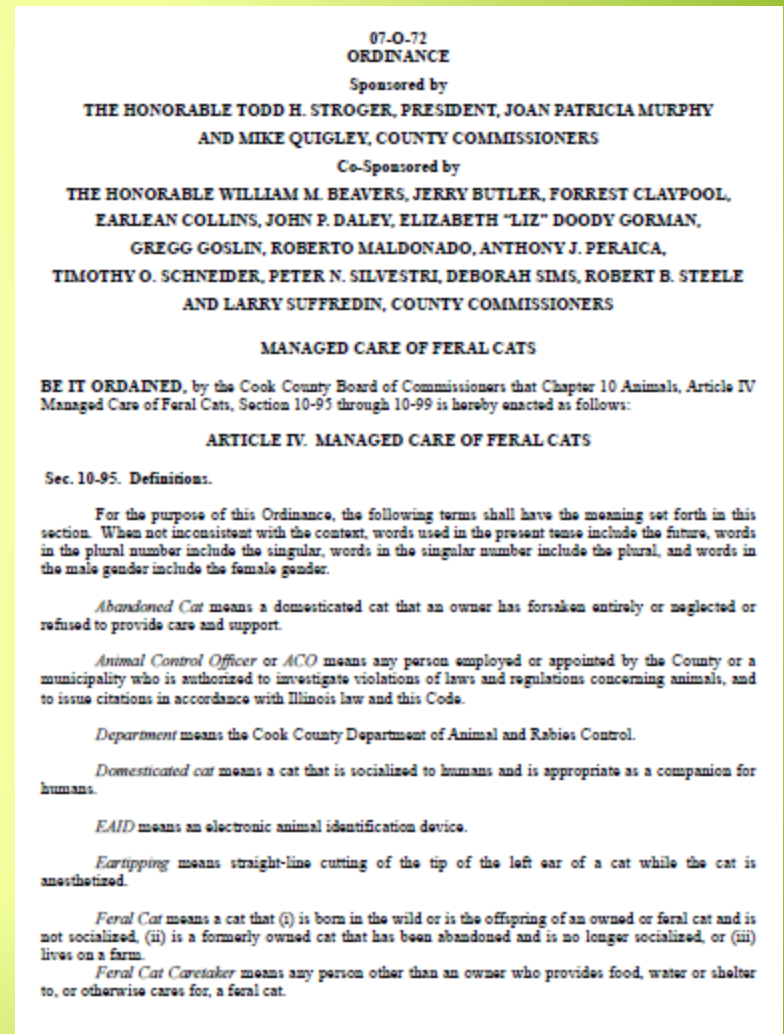 07-O-72
ORDINANCE
Sponsored by
THE HONORABLE TODD H. STROGER, PRESIDENT, JOAN PATRICIA MURPHY
AND MIKE QUIGLEY, COUNTY COMMISSIONERS
Co-Sponsored by
THE HONORABLE WILLIAM M. BEAVERS, JERRY BUTLER, FORREST CLAYPOOL,
EARLEAN COLLINS, JOHN P. DALEY, ELIZABETH “LIZ” DOODY GORMAN,
GREGG GOSLIN, ROBERTO MALDONADO, ANTHONY J. PERAICA,
TIMOTHY O. SCHNEIDER, PETER N. SILVESTRI, DEBORAH SIMS, ROBERT B. STEELE
AND LARRY SUFFREDIN, COUNTY COMMISSIONERS
MANAGED CARE OF FERAL CATS
BE IT ORDAINED, by the Cook County Board of Commissioners that Chapter 10 Animals, Article IV
Managed Care of Feral Cats, Section 10-95 through 10-99 is hereby enacted as follows:
ARTICLE IV. MANAGED CARE OF FERAL CATS
Sec. 10-95. Definitions.
For the purpose of this Ordinance, the following terms shall have the meaning set forth in this
section. When not inconsistent with the context, words used in the present tense include the future, words
in the plural number include the singular, words in the singular number include the plural, and words in
the male gender include the female gender.
Abandoned Cat means a domesticated cat that an owner has forsaken entirely or neglected or
refused to provide care and support.
Animal Control Officer or ACO means any person employed or appointed by the County or a
municipality who is authorized to investigate violations of laws and regulations concerning animals, and
to issue citations in accordance with Illinois law and this Code.
Department means the Cook County Department of Animal and Rabies Control.
Domesticated cat means a cat that is socialized to humans and is appropriate as a companion for
humans.
EAID means an electronic animal identification device.
Eartipping means straight-line cutting of the tip of the left ear of a cat while the cat is
anesthetized.
Feral Cat means a cat that (i) is born in the wild or is the offspring of an owned or feral cat and is
not socialized, (ii) is a formerly owned cat that has been abandoned and is no longer socialized, or (iii)
lives on a farm.
Feral Cat Caretaker means any person other than an owner who provides food, water or shelter
to, or otherwise cares for, a feral cat.